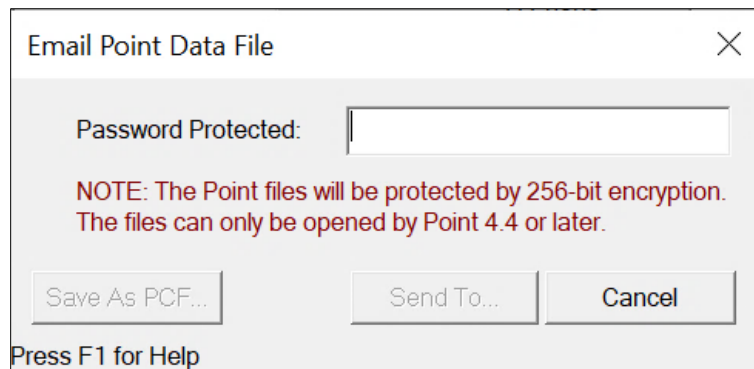 Email Point Data File
Password Protected:
NOTE: The Point files will be protected by 256-bit encryption.
The files can only be opened by Point 4.4 or later.
Save As PCF... Send To... Cancel
Press F1 for Help